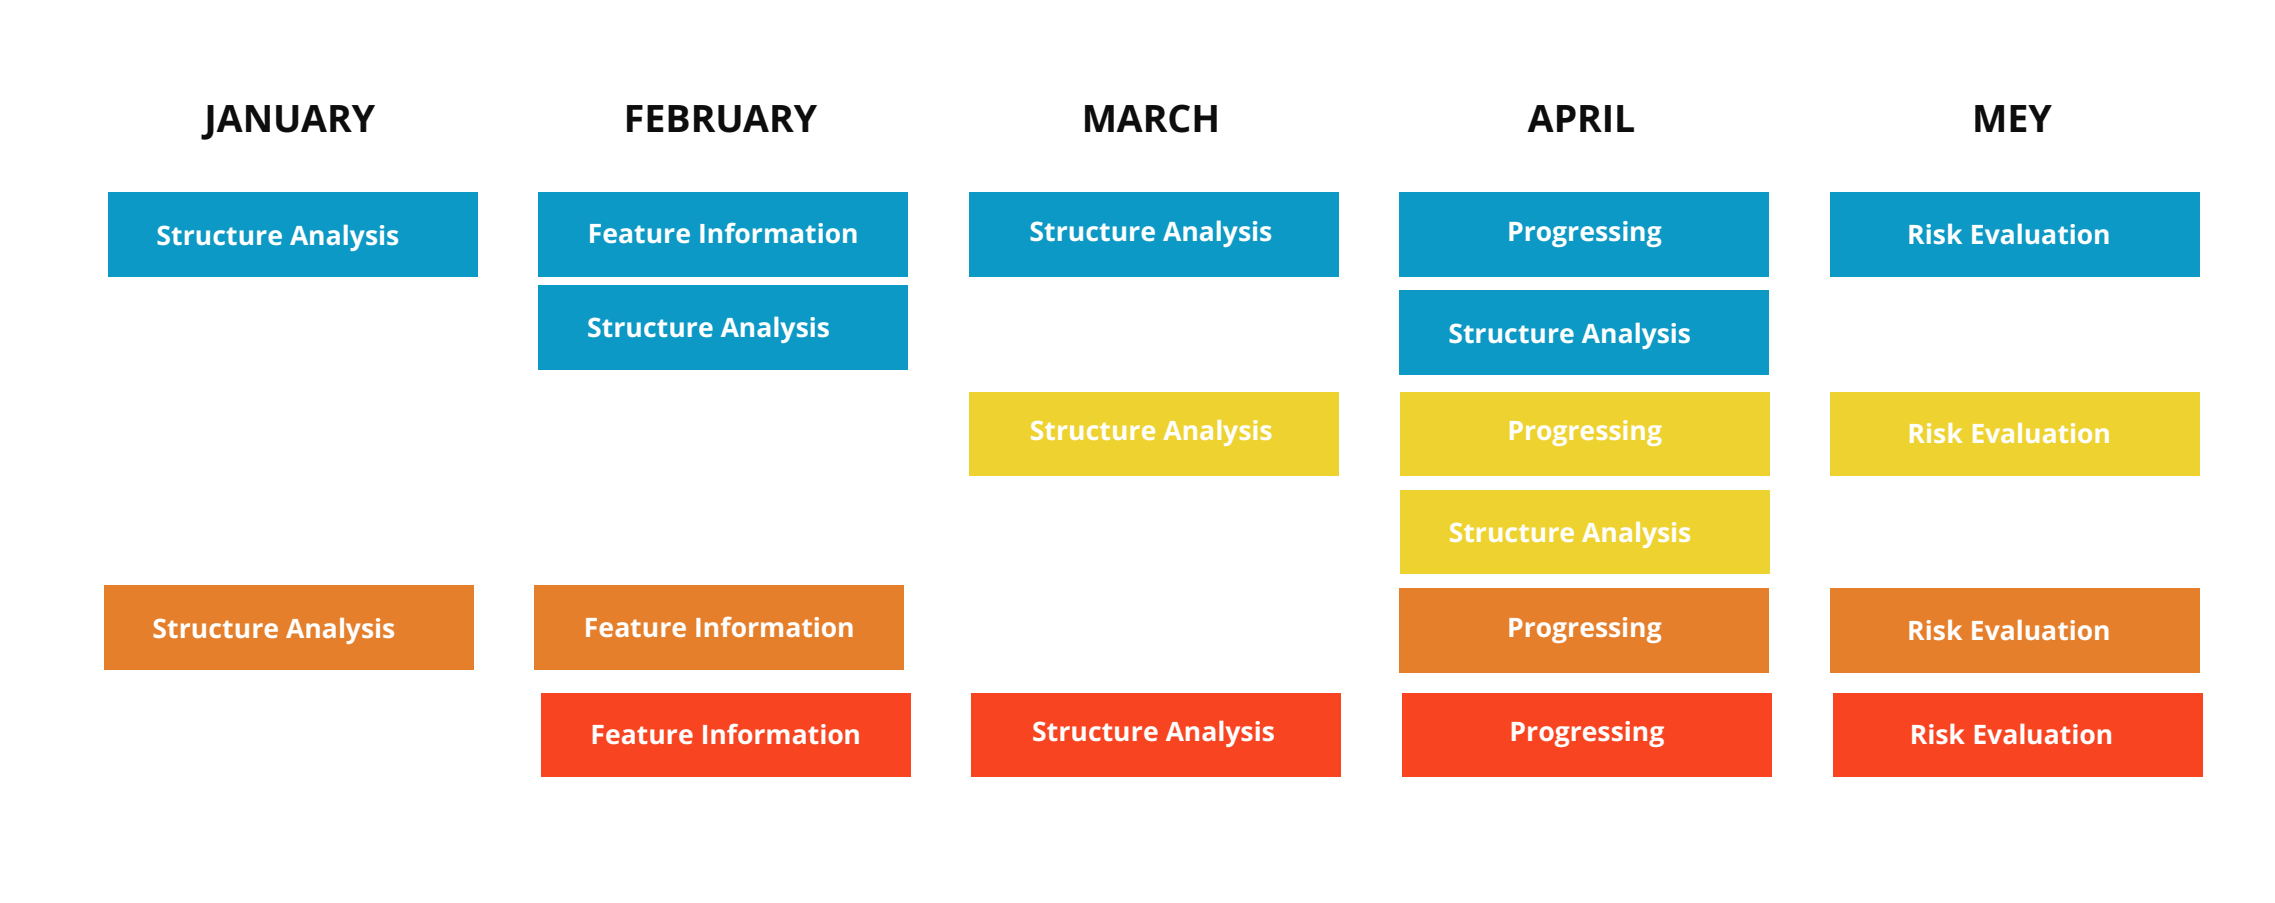 JANUARY
FEBRUARY
MARCH
APRIL
MEY
Structure Analysis
Feature Information
Structure Analysis
Progressing
Risk Evaluation
Structure Analysis
Structure Analysis
Structure Analysis
Progressing
Risk Evaluation
Structure Analysis
Structure Analysis
Feature Information
Progressing
Risk Evaluation
Feature Information
Structure Analysis
Progressing
Risk Evaluation